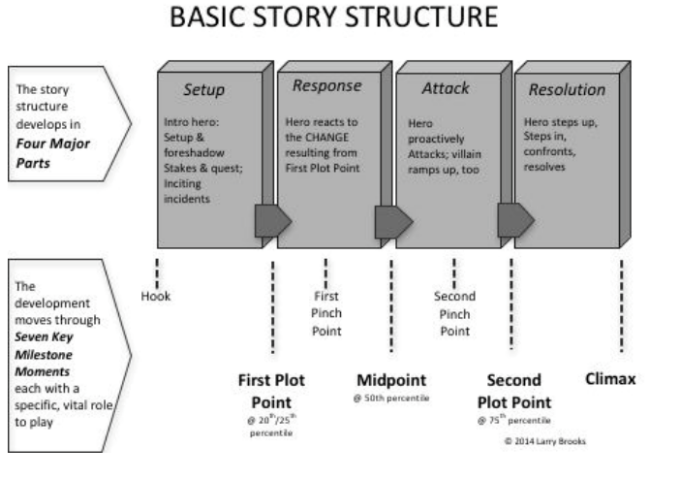 BASIC STORY STRUCTURE
The story
structure
develops in
Four Major
Parts
Setup
Intro hero:
Setup &
foreshadow
Stakes & quest;
Inciting
incidents
Response
Hero reacts to
the CHANGE
resulting from
First Plot Point
Attack
Hero
proactively
Attacks; villain
ramps up, too
Resolution
Hero steps up,
Steps in,
confronts,
resolves
The
development
moves through
Seven Key
Milestone
Moments
each with a
specific, vital role
to play
Hook
First
Pinch
Point
Second
Pinch
Point
First Plot
Point
@ 20th/25th
percentile
Midpoint
@ 50th percentile
Second
Plot Point
@ 75th percentile
Climax
© 2014 Larry Brooks